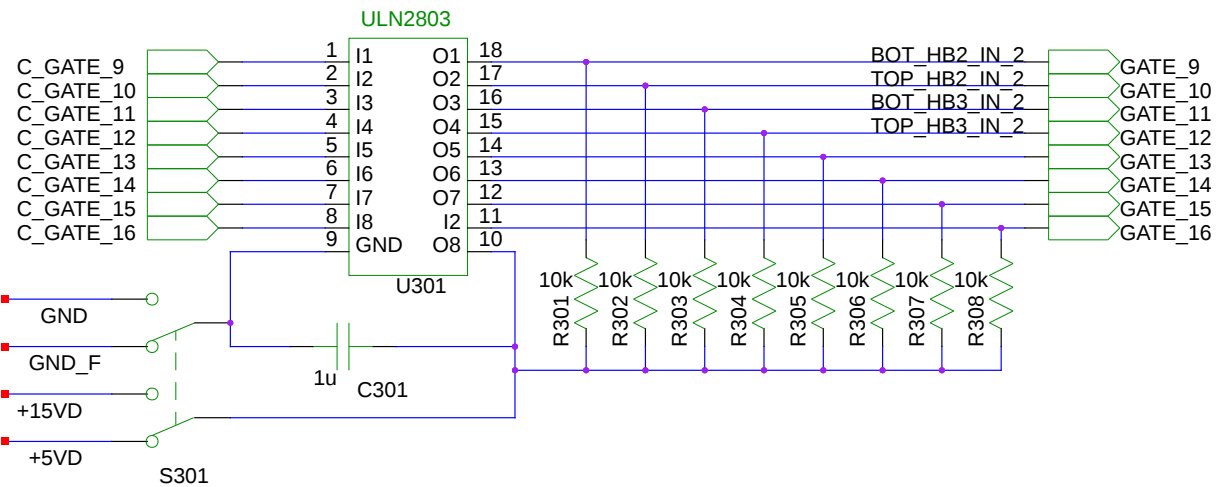 ULN2803
C_GATE_9 1 I1 O1 18 BOT_HB2_IN_2 GATE_9
C_GATE_10 2 I2 O2 17 TOP_HB2_IN_2 GATE_10
C_GATE_11 3 I3 O3 16 BOT_HB3_IN_2 GATE_11
C_GATE_12 4 I4 O4 15 TOP_HB3_IN_2 GATE_12
C_GATE_13 5 I5 O5 14 GATE_13
C_GATE_14 6 I6 O6 13 GATE_14
C_GATE_15 7 I7 O7 12 GATE_15
C_GATE_16 8 I8 I2 11 GATE_16
9 GND O8 10
U301
10k 10k 10k 10k 10k 10k 10k 10k
R301 R302 R303 R304 R305 R306 R307 R308
GND
GND_F
1u C301
+15VD
+5VD
S301